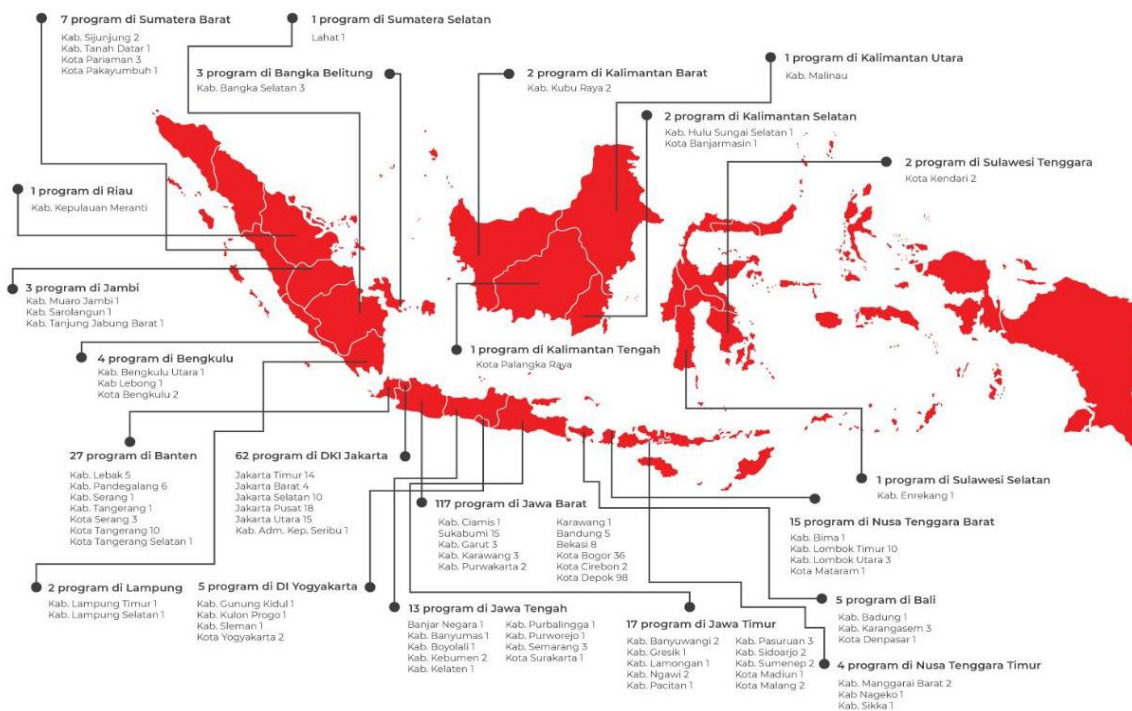 7 program di Sumatera Barat
Kab. Sijunjung 2
Kab. Tanah Datar 1
Kota Pariaman 3
Kota Pakayumbuh 1
1 program di Sumatera Selatan
Lahat 1
3 program di Bangka Belitung
Kab. Bangka Selatan 3
2 program di Kalimantan Barat
Kab. Kubu Raya 2
1 program di Kalimantan Utara
Kab. Malinau
2 program di Kalimantan Selatan
Kab. Hulu Sungai Selatan 1
Kota Banjarmasin 1
2 program di Sulawesi Tenggara
Kota Kendari 2
1 program di Riau
Kab. Kepulauan Meranti
3 program di Jambi
Kab. Muaro Jambi 1
Kab. Sarolangun 1
Kab. Tanjung Jabung Barat 1
4 program di Bengkulu
Kab. Bengkulu Utara 1
Kab Lebong 1
Kota Bengkulu 2
1 program di Kalimantan Tengah
Kota Palangka Raya
27 program di Banten
Kab. Lebak 5
Kab. Pandegalang 6
Kab. Serang 1
Kab. Tangerang 1
Kota Serang 3
Kota Tangerang 10
Kota Tangerang Selatan 1
62 program di DKI Jakarta
Jakarta Timur 14
Jakarta Barat 4
Jakarta Selatan 10
Jakarta Pusat 18
Jakarta Utara 15
Kab. Adm. Kep. Seribu 1
117 program di Jawa Barat
Kab. Ciamis 1
Sukabumi 15
Kab. Garut 3
Kab. Karawang 3
Kab. Purwakarta 2
Karawang 1
Bandung 5
Bekasi 8
Kota Bogor 36
Kota Cirebon 2
Kota Depok 98
1 program di Sulawesi Selatan
Kab. Enrekang 1
15 program di Nusa Tenggara Barat
Kab. Bima 1
Kab. Lombok Timur 10
Kab. Lombok Utara 3
Kota Mataram 1
2 program di Lampung
Kab. Lampung Timur 1
Kab. Lampung Selatan 1
5 program di DI Yogyakarta
Kab. Gunung Kidul 1
Kab. Kulon Progo 1
Kab. Sleman 1
Kota Yogyakarta 2
13 program di Jawa Tengah
Banjar Negara 1
Kab. Banyumas 1
Kab. Boyolali 1
Kab. Kebumen 2
Kab. Kelaten 1
Kab. Purbalingga 1
Kab. Purworejo 1
Kab. Semarang 3
Kota Surakarta 1
17 program di Jawa Timur
Kab. Banyuwangi 2
Kab. Gresik 1
Kab. Lamongan 1
Kab. Ngawi 2
Kab. Pacitan 1
Kab. Pasuruan 3
Kab. Sidoarjo 2
Kab. Sumenep 2
Kota Madiun 1
Kota Malang 2
5 program di Bali
Kab. Badung 1
Kab. Karangasem 3
Kota Denpasar 1
4 program di Nusa Tenggara Timur
Kab. Manggarai Barat 2
Kab Nageko 1
Kab. Sikka 1